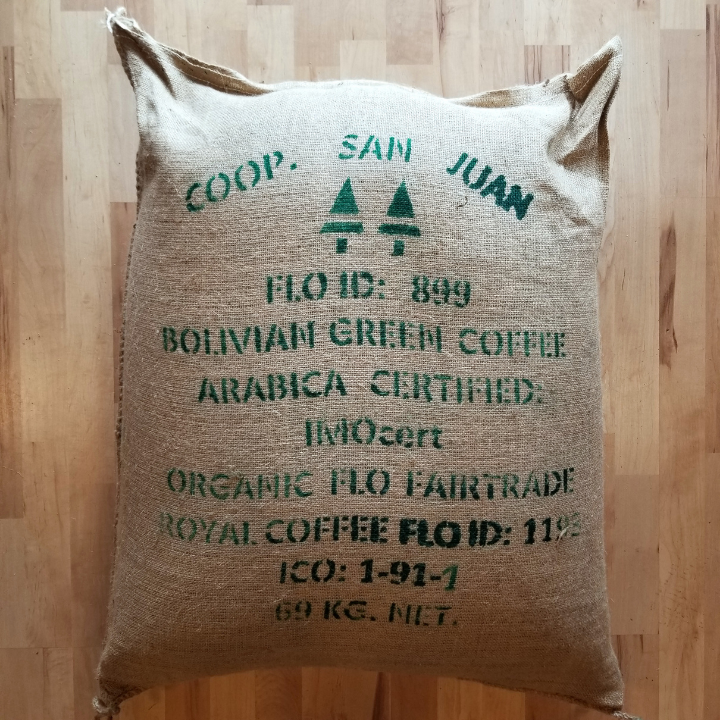 COOP. SAN JUAN
FLO ID: 899
BOLIVIAN GREEN COFFEE
ARABICA CERTIFIED:
IMOcert
ORGANIC FLO FAIRTRADE
ROYAL COFFEE FLO ID: 1193
ICO: 1-91-1
69 KG. NET.